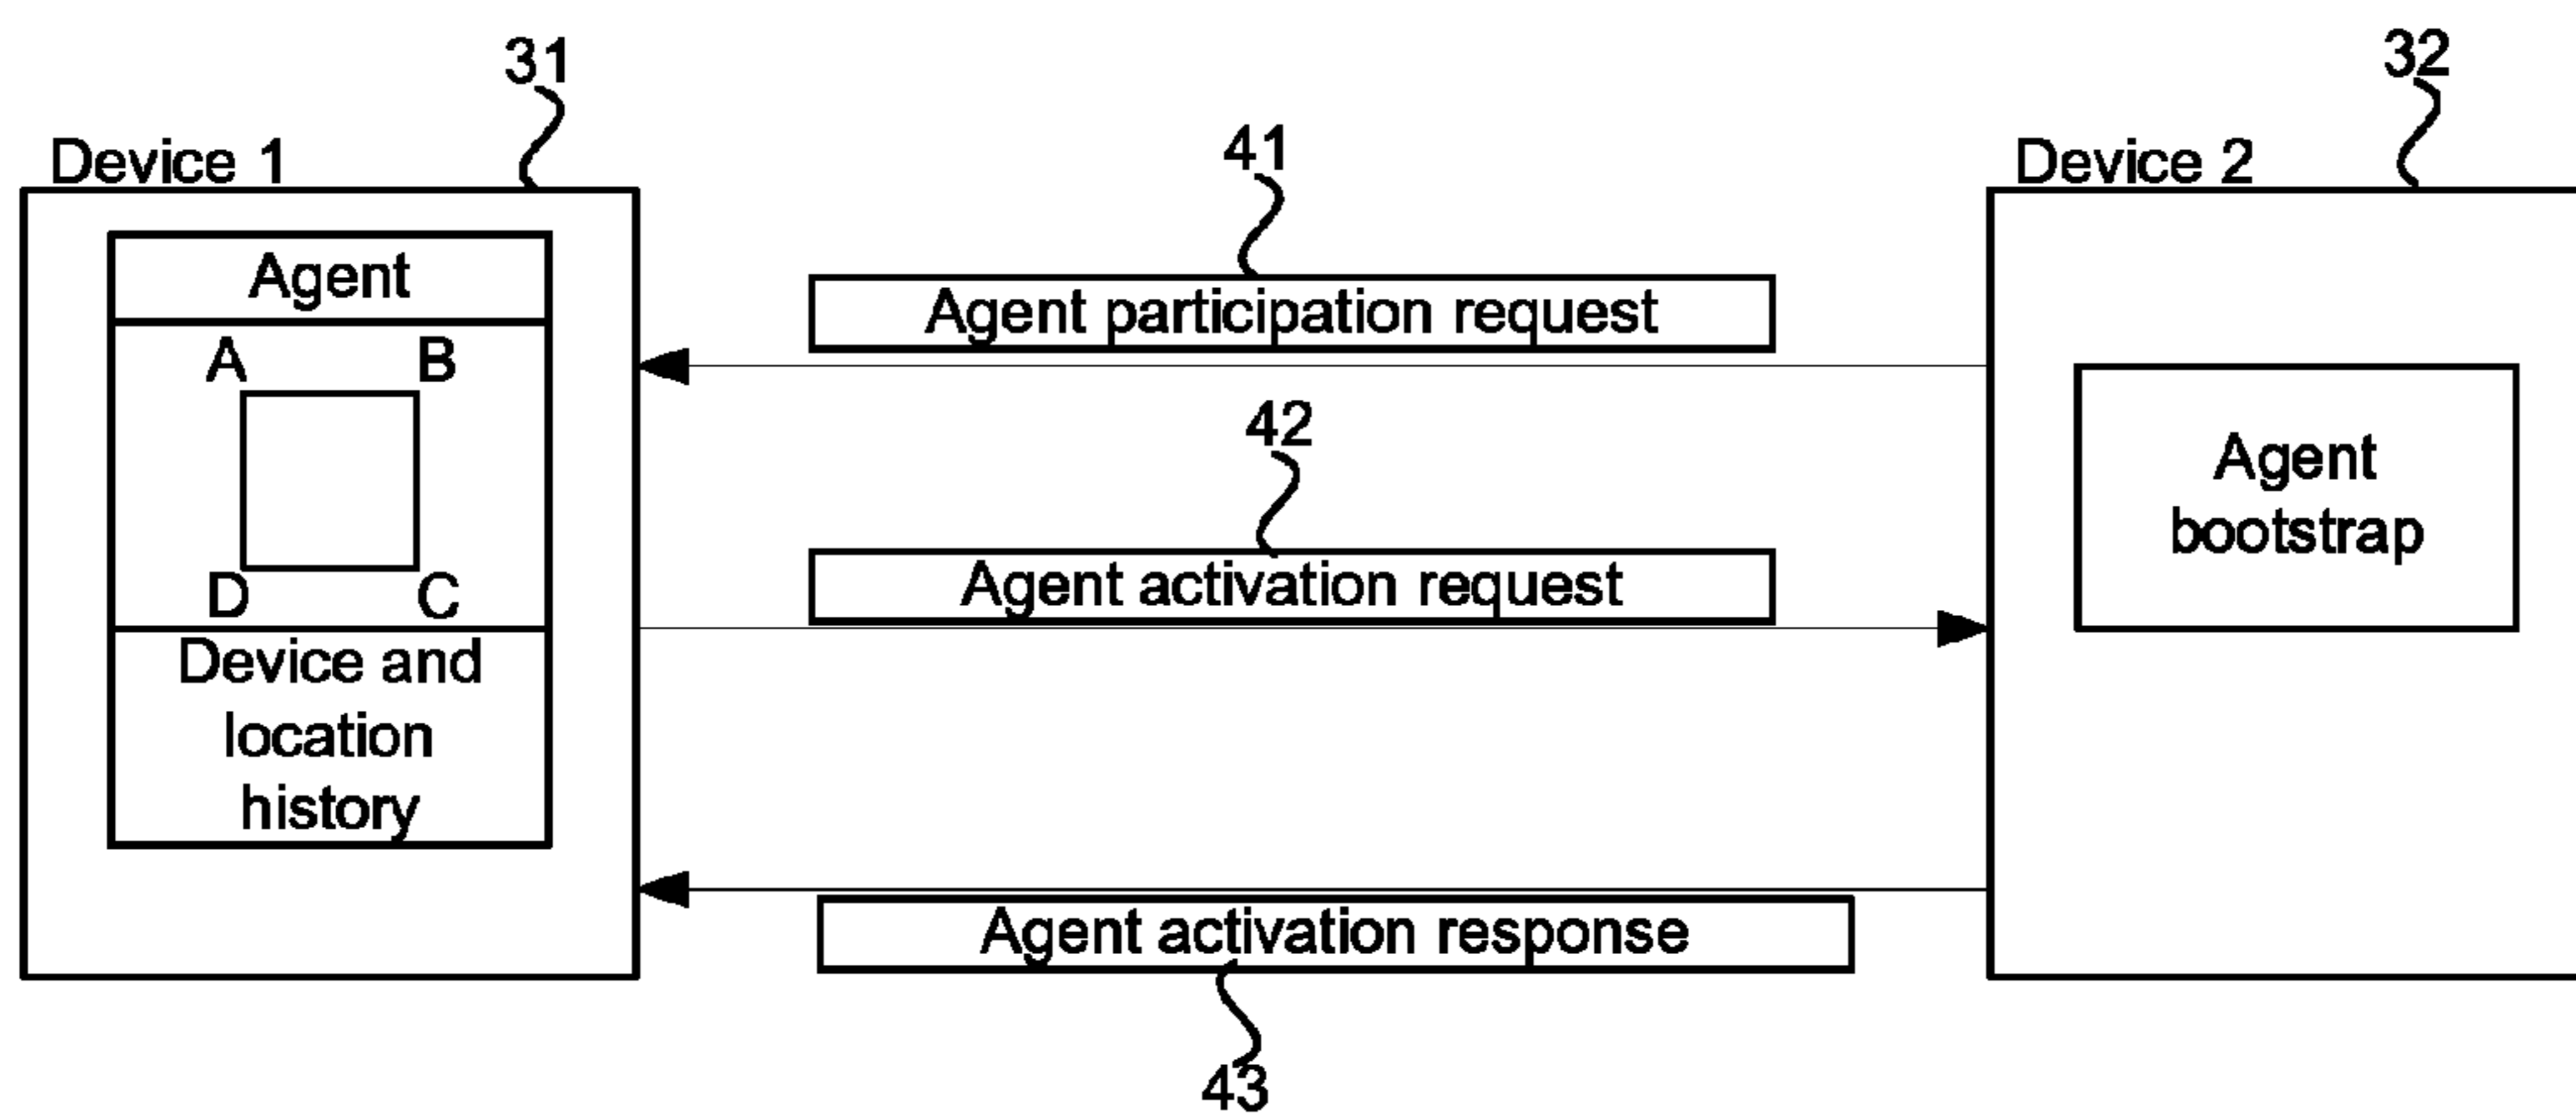 31
32
Device 1
41
Device 2
Agent
Agent participation request
A B
42
Agent
bootstrap
Agent activation request
D C
Device and
location
history
Agent activation response
43